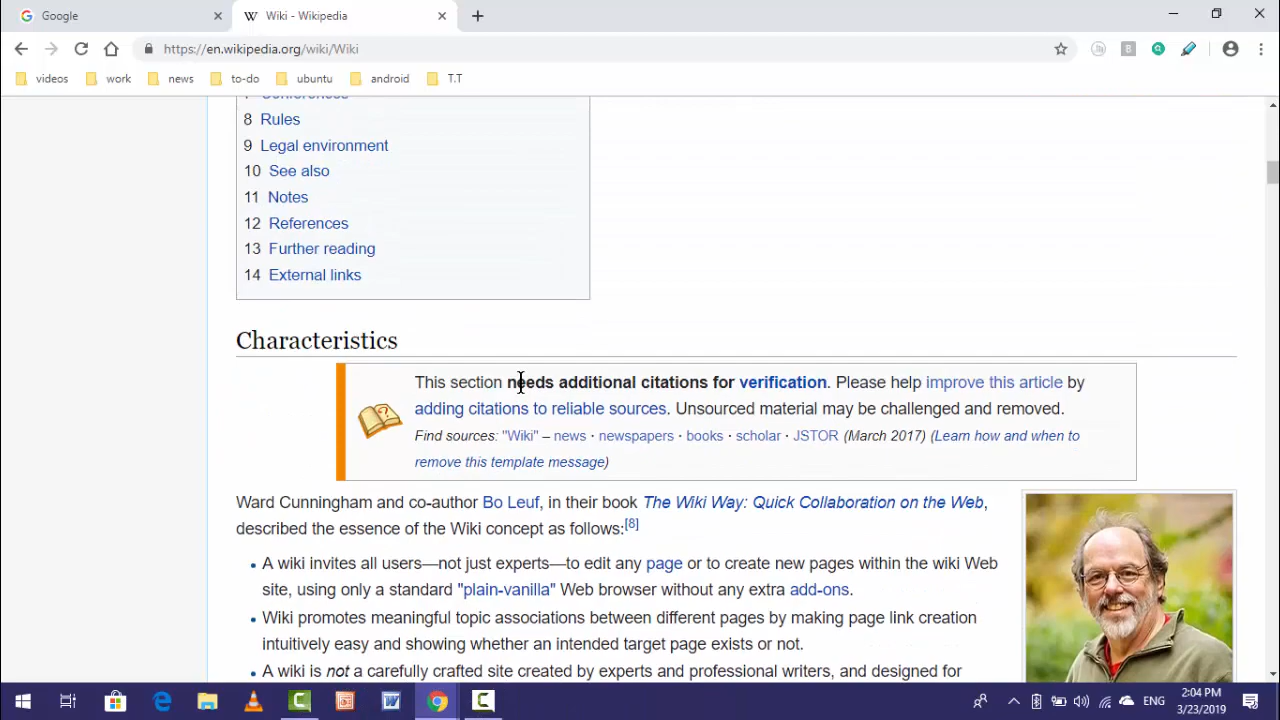 Google
Wiki - Wikipedia
https://en.wikipedia.org/wiki/Wiki
videos work news to-do ubuntu android T.T
7 Conferences
8 Rules
9 Legal environment
10 See also
11 Notes
12 References
13 Further reading
14 External links
Characteristics
This section needs additional citations for verification. Please help improve this article by
adding citations to reliable sources. Unsourced material may be challenged and removed.
Find sources: "Wiki" – news · newspapers · books · scholar · JSTOR (March 2017) (Learn how and when to
remove this template message)
Ward Cunningham and co-author Bo Leuf, in their book The Wiki Way: Quick Collaboration on the Web,
described the essence of the Wiki concept as follows:[8]
• A wiki invites all users—not just experts—to edit any page or to create new pages within the wiki Web
site, using only a standard "plain-vanilla" Web browser without any extra add-ons.
• Wiki promotes meaningful topic associations between different pages by making page link creation
intuitively easy and showing whether an intended target page exists or not.
• A wiki is not a carefully crafted site created by experts and professional writers, and designed for
ENG
2:04 PM
3/23/2019